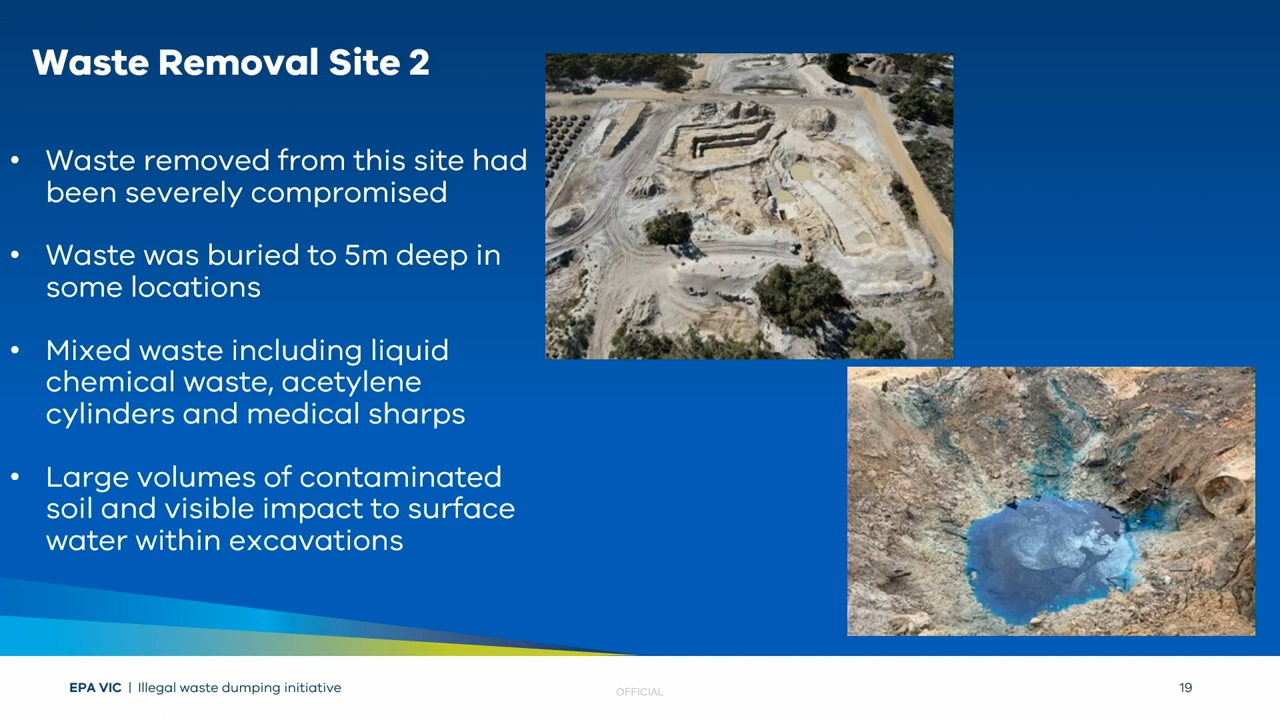 Waste Removal Site 2
• Waste removed from this site had
been severely compromised
• Waste was buried to 5m deep in
some locations
• Mixed waste including liquid
chemical waste, acetylene
cylinders and medical sharps
• Large volumes of contaminated
soil and visible impact to surface
water within excavations
EPA VIC | Illegal waste dumping initiative
OFFICIAL
19